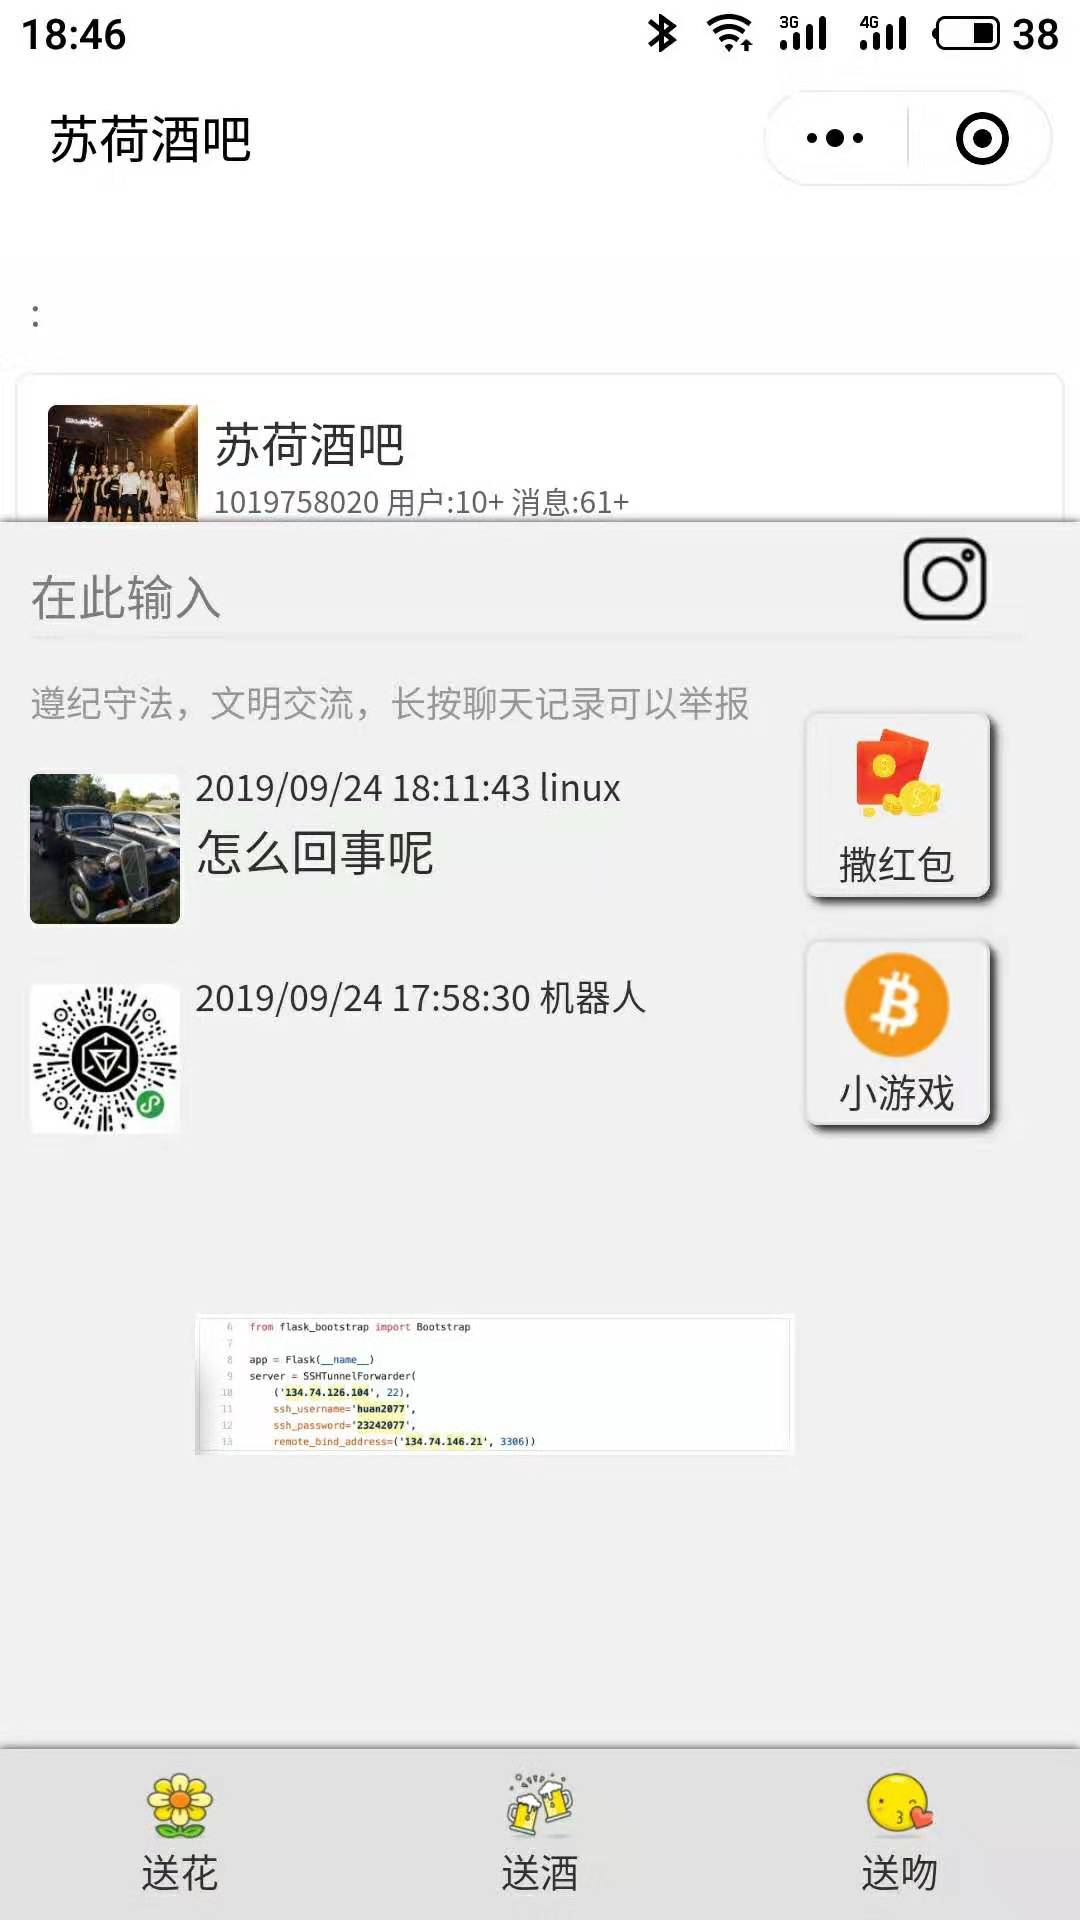 18:46
3G
4G
38
苏荷酒吧
:
苏荷酒吧
1019758020 用户:10+ 消息:61+
在此输入
遵纪守法，文明交流，长按聊天记录可以举报
2019/09/24 18:11:43 linux
怎么回事呢
撒红包
2019/09/24 17:58:30 机器人
小游戏
6 from flask_bootstrap import Bootstrap
7
8 app = Flask(__name__)
9 server = SSHTunnelForwarder(
10 ('134.74.126.104', 22),
11 ssh_username='huan2077',
12 ssh_password='23242077',
13 remote_bind_address=('134.74.146.21', 3306))
送花
送酒
送吻